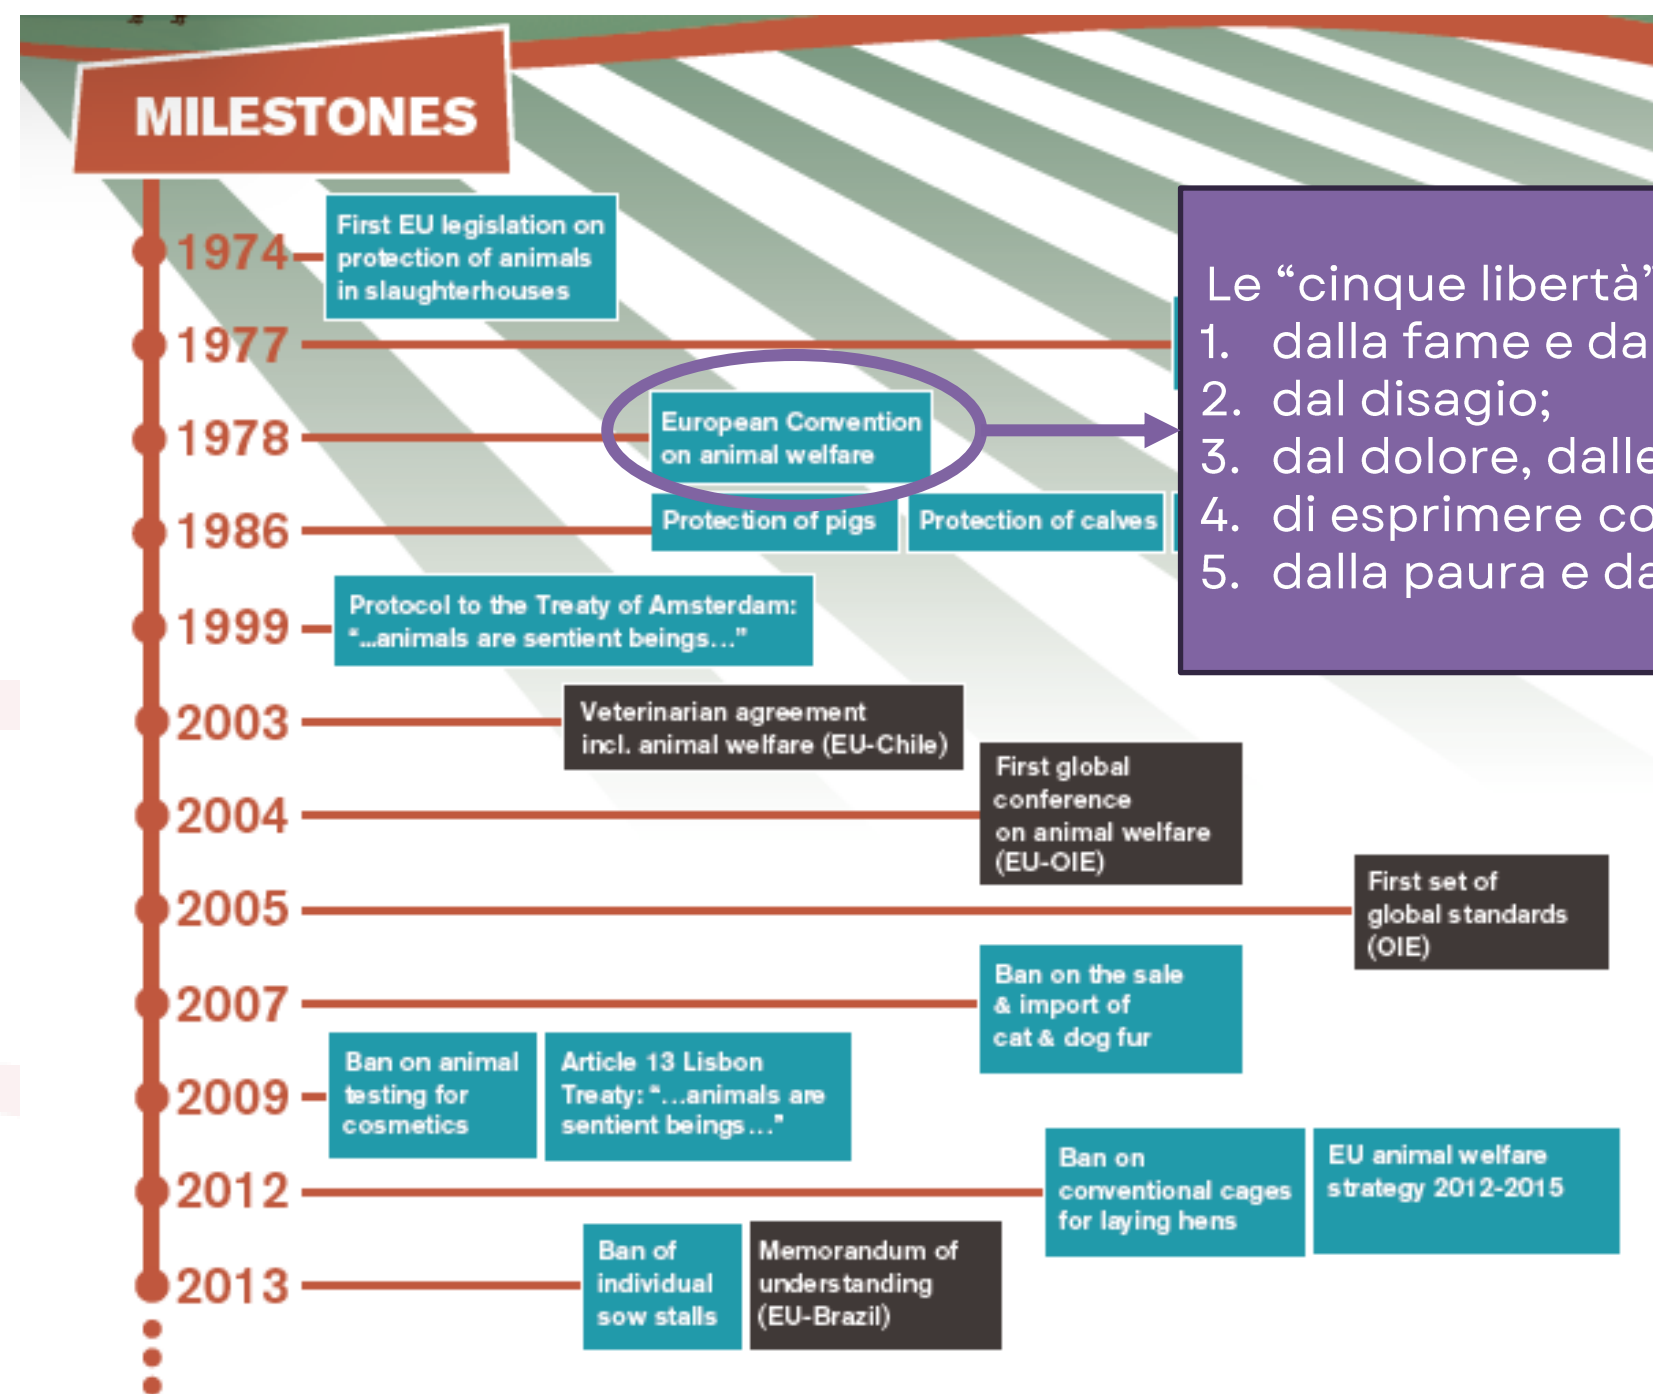 MILESTONES
1974
First EU legislation on
protection of animals
in slaughterhouses
1977
1978
European Convention
on animal welfare
1986
Protection of pigs
Protection of calves
Le “cinque libertà”
1. dalla fame e da
2. dal disagio;
3. dal dolore, dalle
4. di esprimere co
5. dalla paura e da
1999
Protocol to the Treaty of Amsterdam:
“...animals are sentient beings...”
2003
Veterinarian agreement
incl. animal welfare (EU-Chile)
2004
First global
conference
on animal welfare
(EU-OIE)
2005
First set of
global standards
(OIE)
2007
Ban on the sale
& import of
cat & dog fur
2009
Ban on animal
testing for
cosmetics
Article 13 Lisbon
Treaty: “...animals are
sentient beings...”
2012
Ban on
conventional cages
for laying hens
EU animal welfare
strategy 2012-2015
2013
Ban of
individual
sow stalls
Memorandum of
understanding
(EU-Brazil)